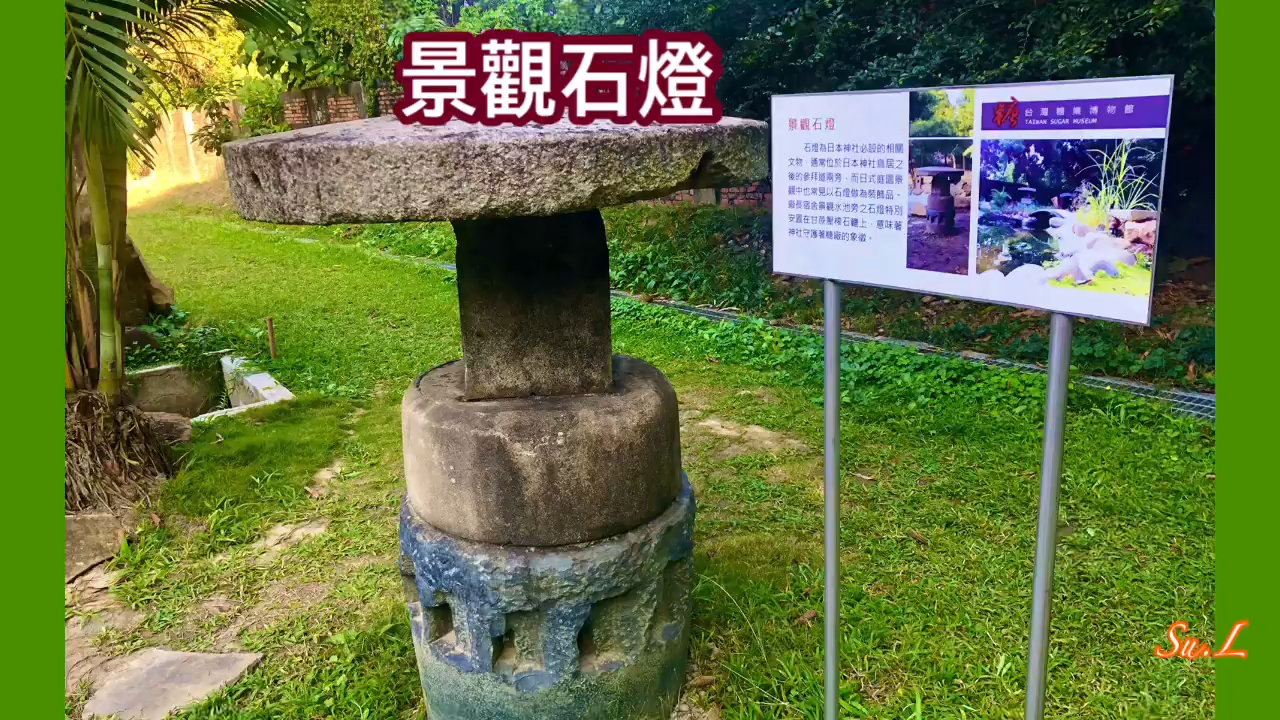 景觀石燈
景觀石燈
石燈為日本神社必設的相關
文物，通常位於日本神社鳥居之
後的參拜道兩旁，而日式庭園景
觀中也常見以石燈做為裝飾品。
廠長宿舍景觀水池旁之石燈特別
安置在甘蔗壓榨石轆上，意味著
神社守護著糖廠的象徵。
糖 台灣糖業博物館
TAIWAN SUGAR MUSEUM
Su.L